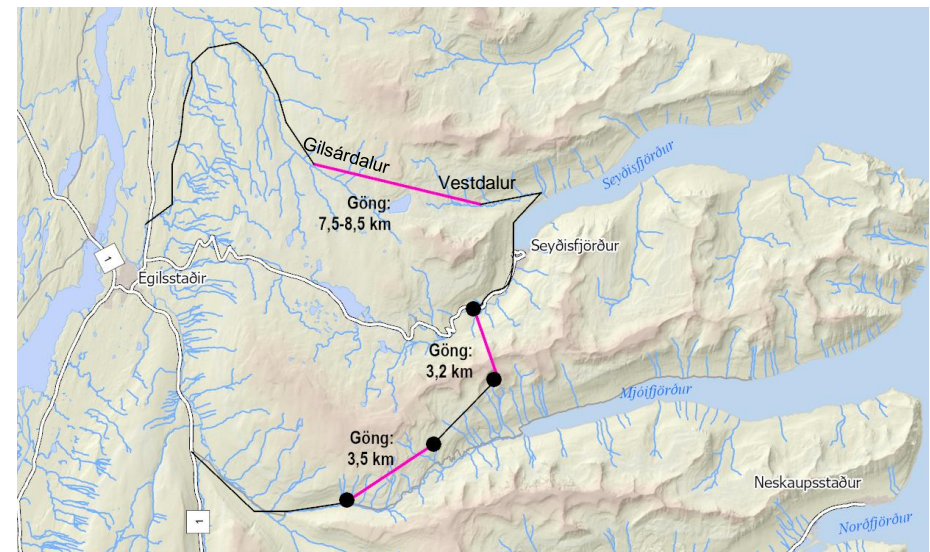 Gilsárdalur
Vestdalur
Seyðisfjörður
Göng:
7,5-8,5 km
Seyðisfjörður
1
Egilsstaðir
Göng:
3,2 km
Mjóifjörður
Göng:
3,5 km
Neskaupsstaður
1
Norðfjörður